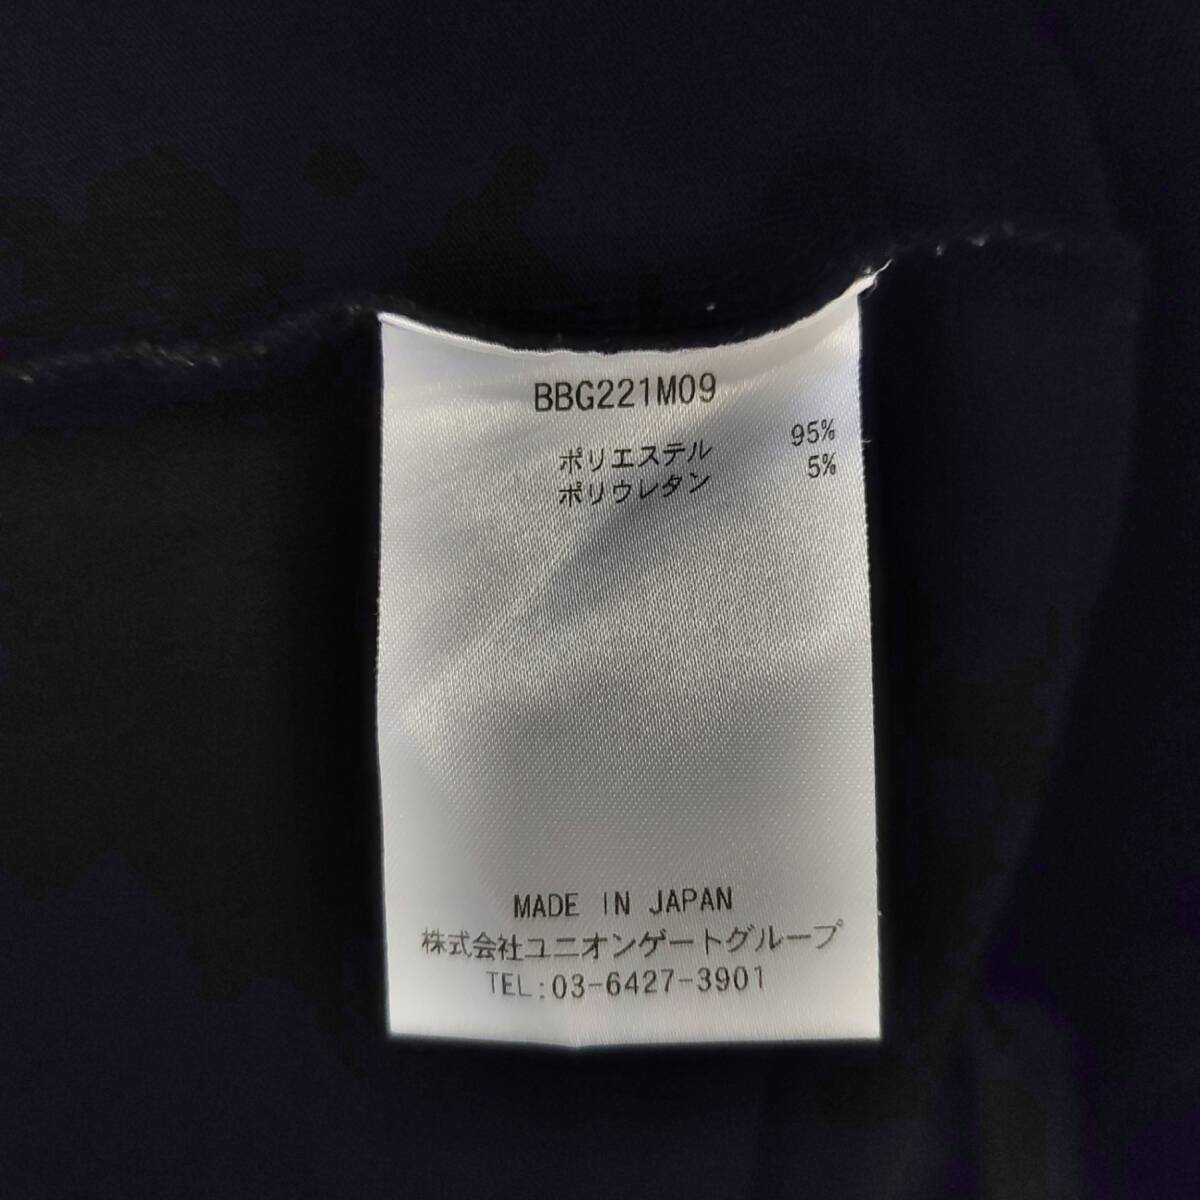 BBG221M09
ポリエステル 95%
ポリウレタン 5%
MADE IN JAPAN
株式会社ユニオンゲートグループ
TEL:03-6427-3901